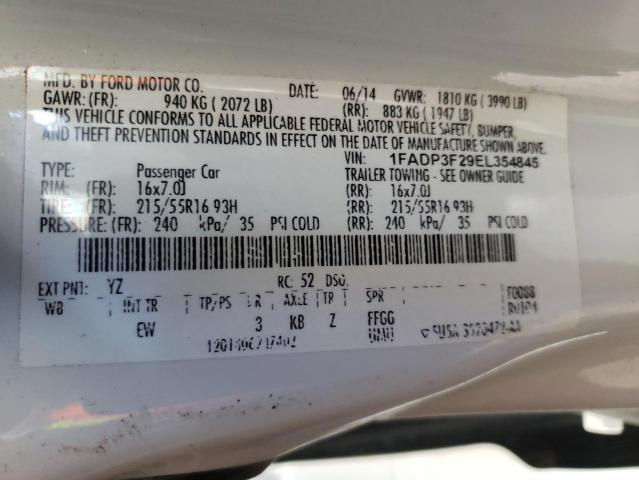 MFD. BY FORD MOTOR CO. DATE: 06/14 GVWR: 1810 KG ( 3990 LB)
GAWR: (FR): 940 KG ( 2072 LB) (RR): 883 KG ( 1947 LB)
THIS VEHICLE CONFORMS TO ALL APPLICABLE FEDERAL MOTOR VEHICLE SAFETY, BUMPER,
AND THEFT PREVENTION STANDARDS IN EFFECT ON THE DATE OF MANUFACTURE SHOWN ABOVE.
VIN: 1FADP3F29EL354845
TYPE: Passenger Car TRAILER TOWING - SEE OWNER GUIDE
RIM: (FR): 16x7.0J (RR): 16x7.0J
TIRE: (FR): 215/55R16 93H (RR): 215/55R16 93H
PRESSURE: (FR): 240 kPa/ 35 PSI COLD (RR): 240 kPa/ 35 PSI COLD
EXT PNT: YZ RC: 52 DSO:
WB INT TR TP/PS R AXLE TR SPR F0088
EW 3 KB Z FFGG